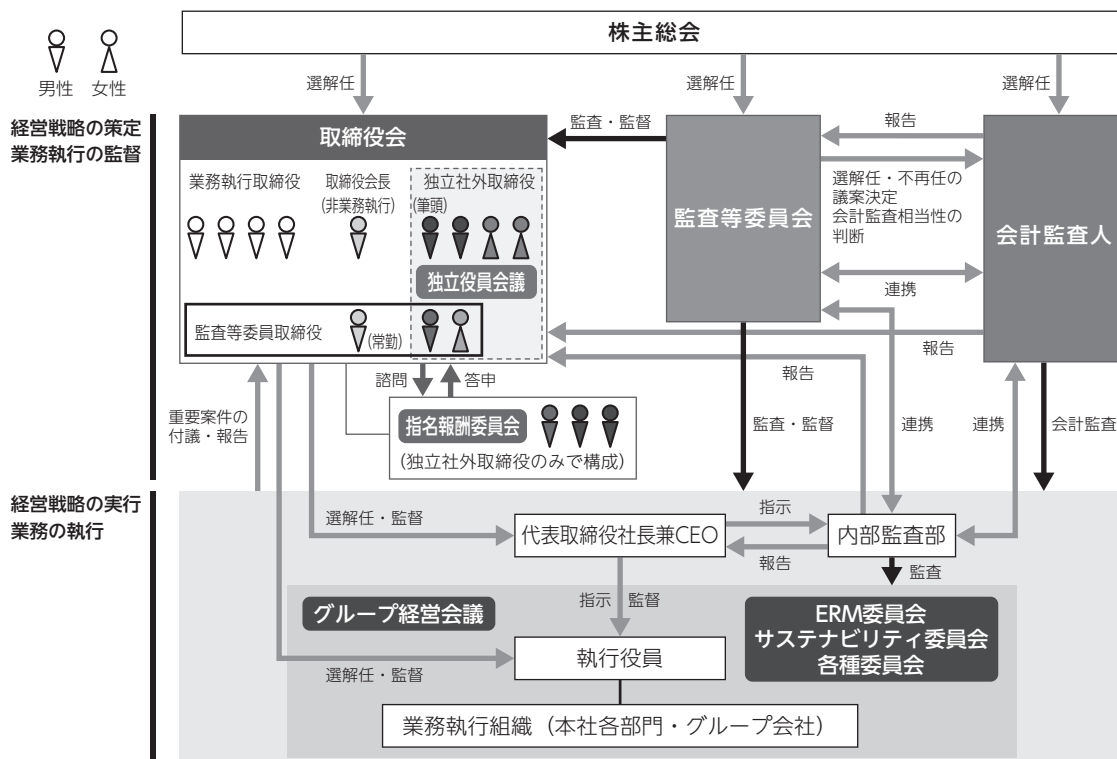 株主総会
男性 女性
選解任
選解任
選解任
経営戦略の策定
業務執行の監督
取締役会
監査・監督
報告
業務執行取締役
取締役会長
(非業務執行)
独立社外取締役
(筆頭)
監査等委員会
選解任・不再任の
議案決定
会計監査相当性の
判断
会計監査人
独立役員会議
連携
監査等委員取締役
(常勤)
報告
諮問
答申
報告
重要案件の
付議・報告
指名報酬委員会
(独立社外取締役のみで構成)
監査・監督
連携
連携
会計監査
経営戦略の実行
業務の執行
選解任・監督
代表取締役社長兼CEO
指示
報告
内部監査部
監査
指示 監督
グループ経営会議
ERM委員会
サステナビリティ委員会
各種委員会
選解任・監督
執行役員
業務執行組織（本社各部門・グループ会社）